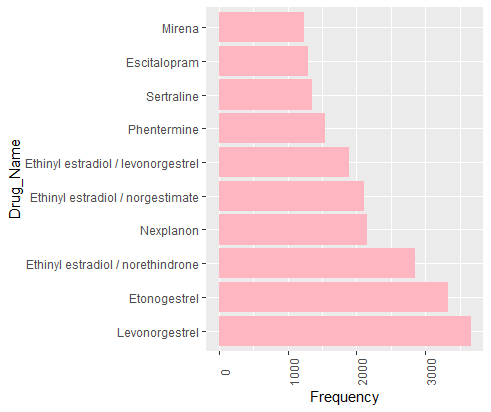 Mirena
Escitalopram
Sertraline
Phentermine
Ethinyl estradiol / levonorgestrel
Ethinyl estradiol / norgestimate
Nexplanon
Ethinyl estradiol / norethindrone
Etonogestrel
Levonorgestrel
Drug_Name
0
1000
2000
3000
Frequency